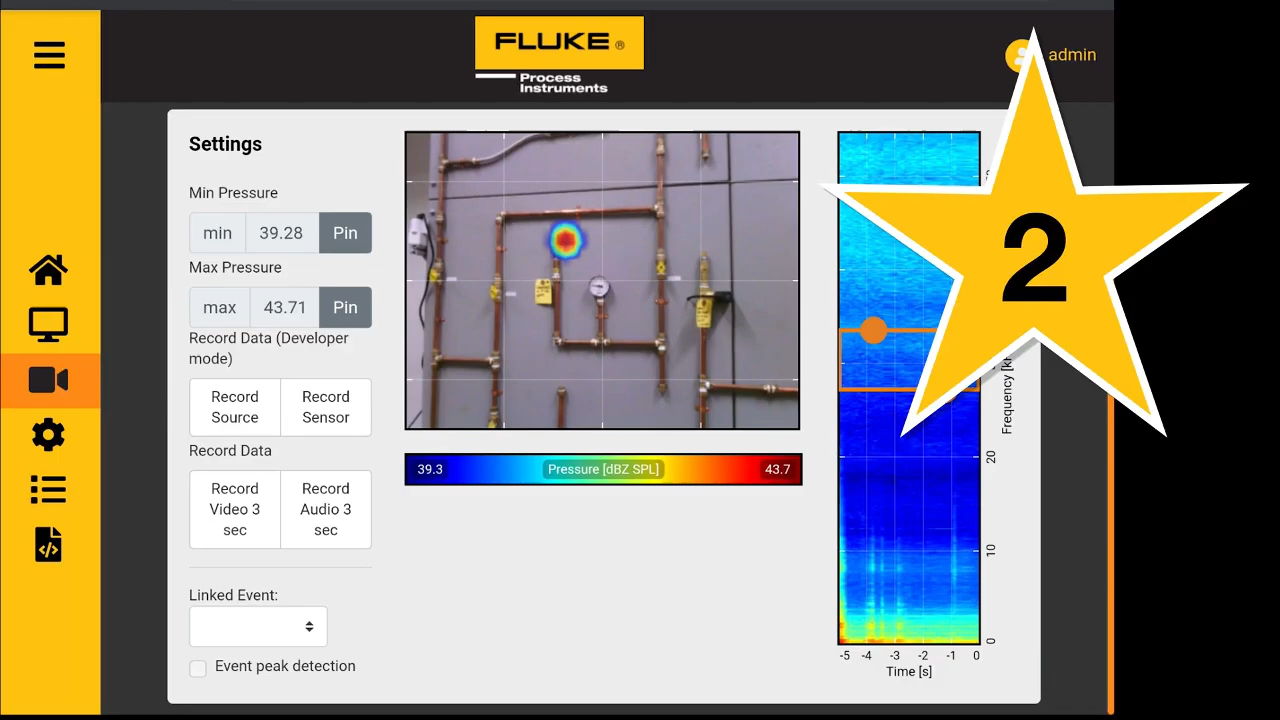 FLUKE ®
Process
Instruments
admin
Settings
Min Pressure
min 39.28 Pin
Max Pressure
max 43.71 Pin
Record Data (Developer
mode)
Record
Source
Record
Sensor
Record Data
Record
Video 3
sec
Record
Audio 3
sec
Linked Event:
Event peak detection
39.3 Pressure [dBZ SPL] 43.7
2
20
10
0
-5 -4 -3 -2 -1 0
Time [s]
Frequency